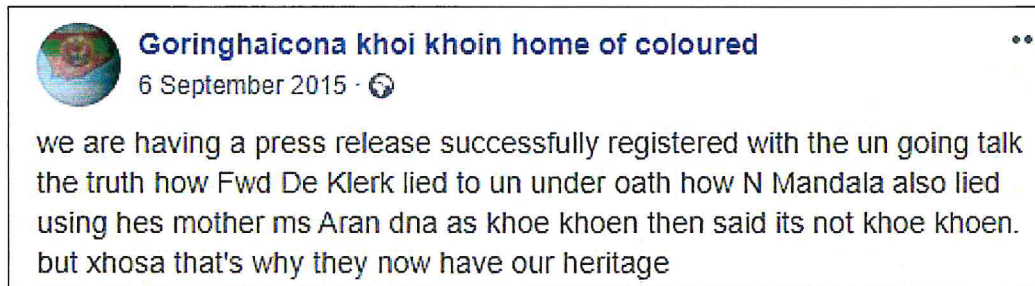 Goringhaicona khoi khoin home of coloured
6 September 2015 ·
we are having a press release successfully registered with the un going talk
the truth how Fwd De Klerk lied to un under oath how N Mandala also lied
using hes mother ms Aran dna as khoe khoen then said its not khoe khoen.
but xhosa that's why they now have our heritage